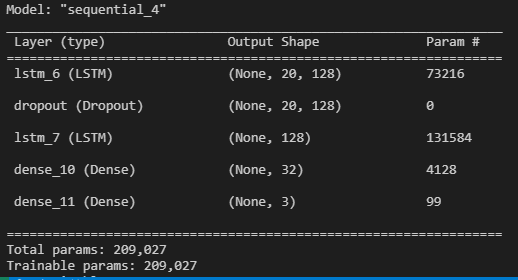 Model: "sequential_4"
_________________________________________________________________
Layer (type) Output Shape Param #
=================================================================
lstm_6 (LSTM) (None, 20, 128) 73216
dropout (Dropout) (None, 20, 128) 0
lstm_7 (LSTM) (None, 128) 131584
dense_10 (Dense) (None, 32) 4128
dense_11 (Dense) (None, 3) 99
=================================================================
Total params: 209,027
Trainable params: 209,027